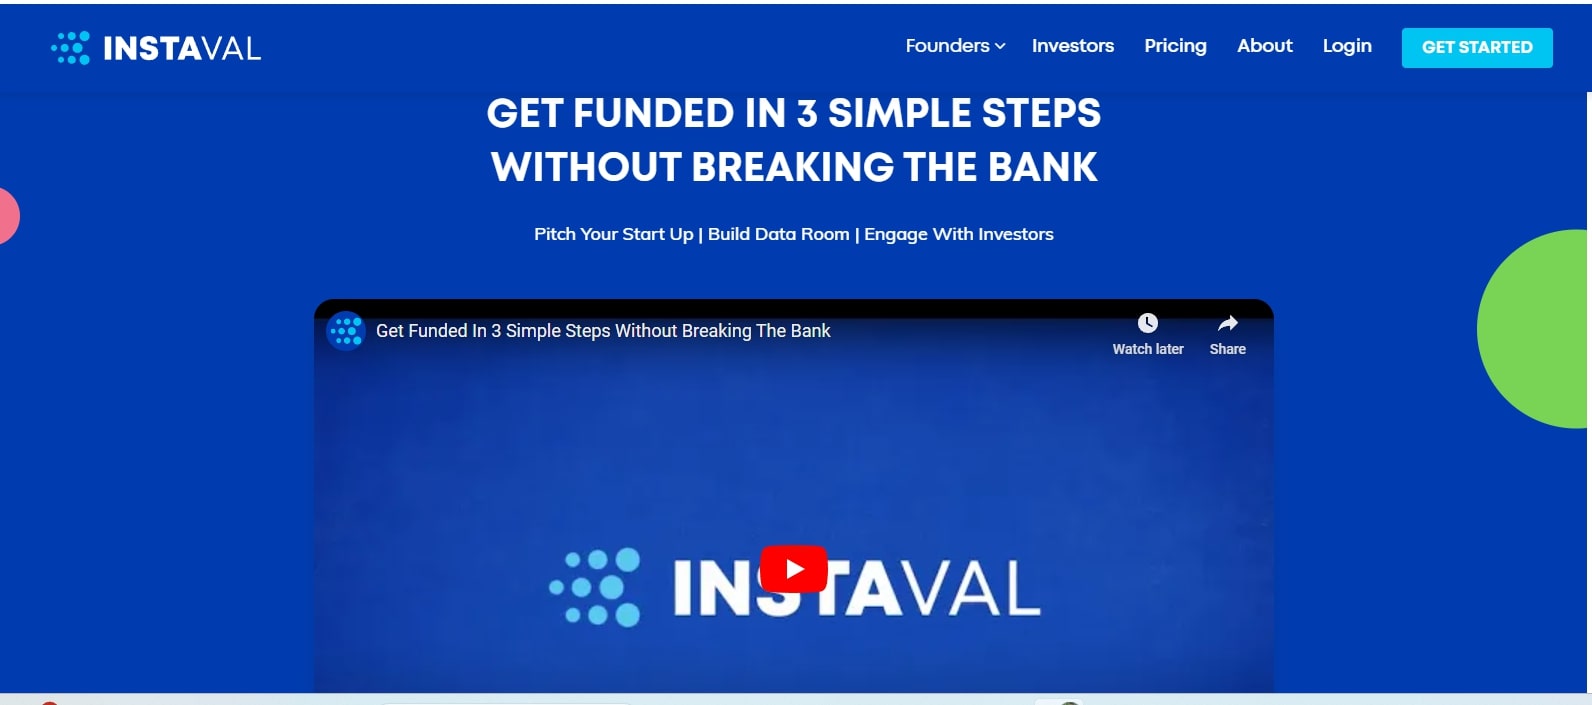 INSTAVAL
Founders
Investors
Pricing
About
Login
GET STARTED
GET FUNDED IN 3 SIMPLE STEPS
WITHOUT BREAKING THE BANK
Pitch Your Start Up | Build Data Room | Engage With Investors
Get Funded In 3 Simple Steps Without Breaking The Bank
Watch later
Share
INSTAVAL